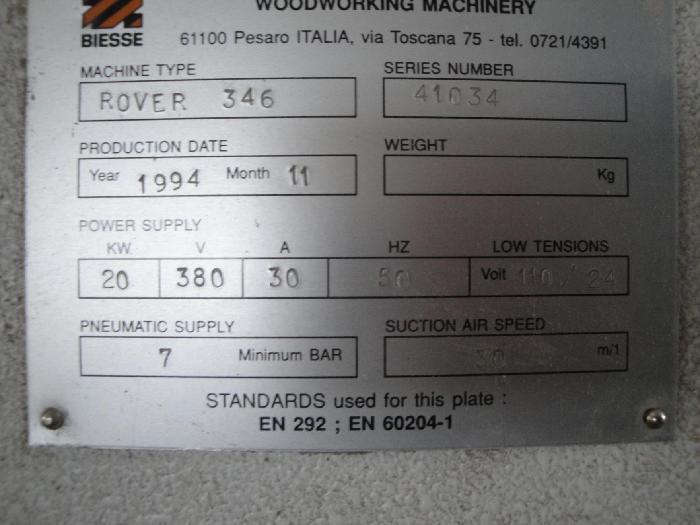 WOODWORKING MACHINERY
BIESSE 61100 Pesaro ITALIA, via Toscana 75 - tel. 0721/4391
MACHINE TYPE SERIES NUMBER
ROVER 346 41034
PRODUCTION DATE WEIGHT
Year 1994 Month 11 Kg
POWER SUPPLY
KW. V A HZ LOW TENSIONS
20 380 30 50 Volt 110/24
PNEUMATIC SUPPLY SUCTION AIR SPEED
7 Minimum BAR 30 m/1
STANDARDS used for this plate :
EN 292 ; EN 60204-1